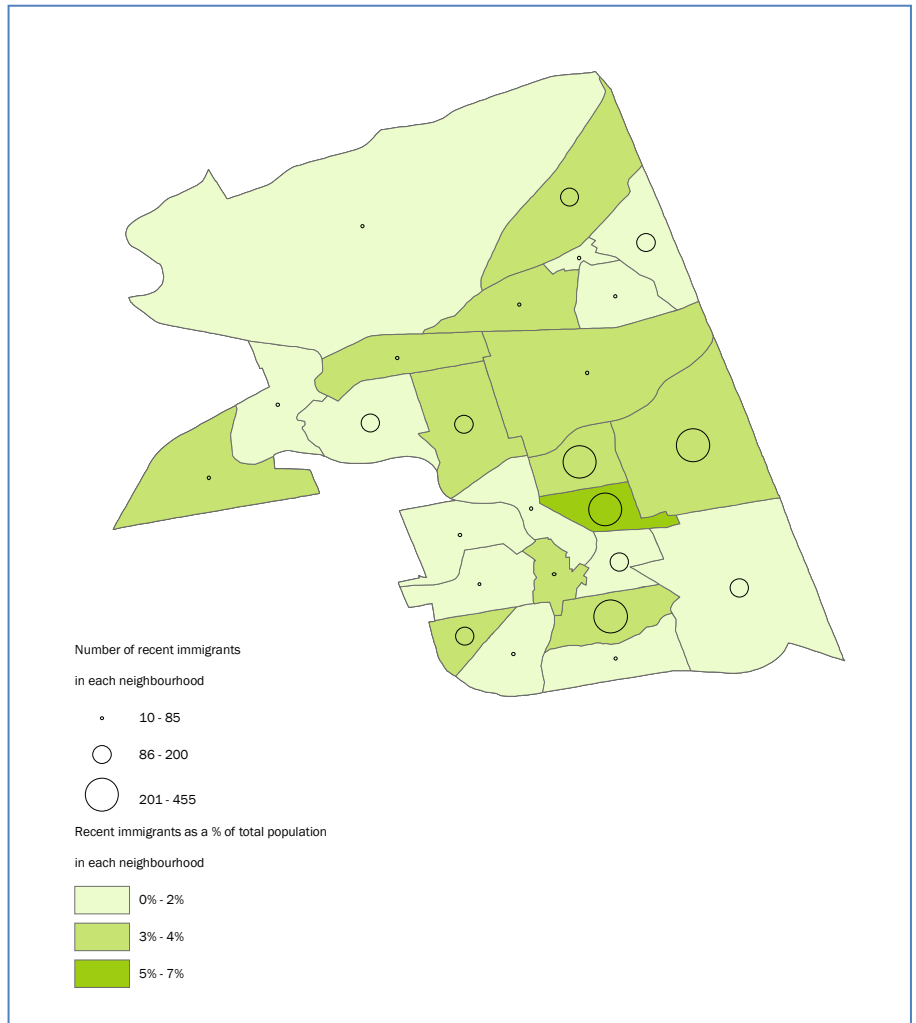 Number of recent immigrants
in each neighbourhood
10 - 85
86 - 200
201 - 455
Recent immigrants as a % of total population
in each neighbourhood
0% - 2%
3% - 4%
5% - 7%